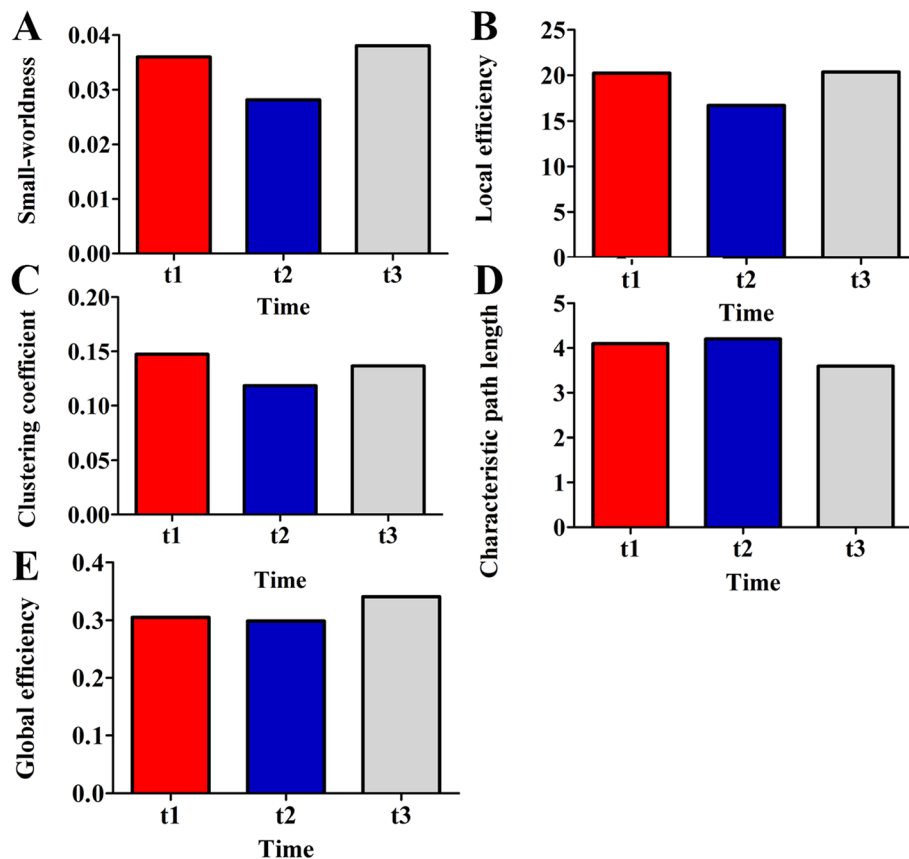 A
Small-worldness
0.04
0.03
0.02
0.01
0.00
t1 t2 t3
Time
B
Local efficiency
25
20
15
10
5
0
t1 t2 t3
Time
C
Clustering coefficient
0.20
0.15
0.10
0.05
0.00
t1 t2 t3
Time
D
Characteristic path length
5
4
3
2
1
0
t1 t2 t3
Time
E
Global efficiency
0.4
0.3
0.2
0.1
0.0
t1 t2 t3
Time